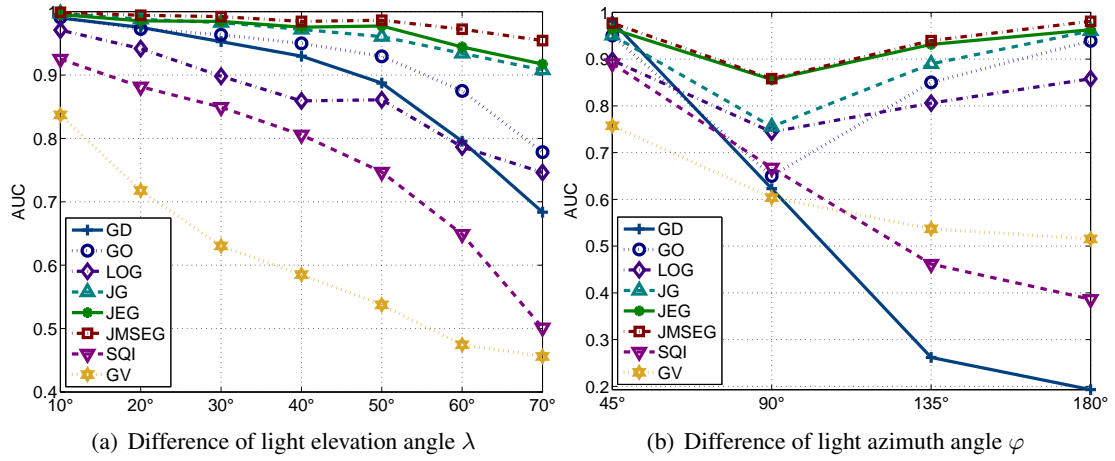 AUC
1
0.9
0.8
0.7
0.6
0.5
0.4
GD
GO
LOG
JG
JEG
JMSEG
SQI
GV
10° 20° 30° 40° 50° 60° 70°
(a) Difference of light elevation angle λ
AUC
1
0.9
0.8
0.7
0.6
0.5
0.4
0.3
0.2
GD
GO
LOG
JG
JEG
JMSEG
SQI
GV
45° 90° 135° 180°
(b) Difference of light azimuth angle φ